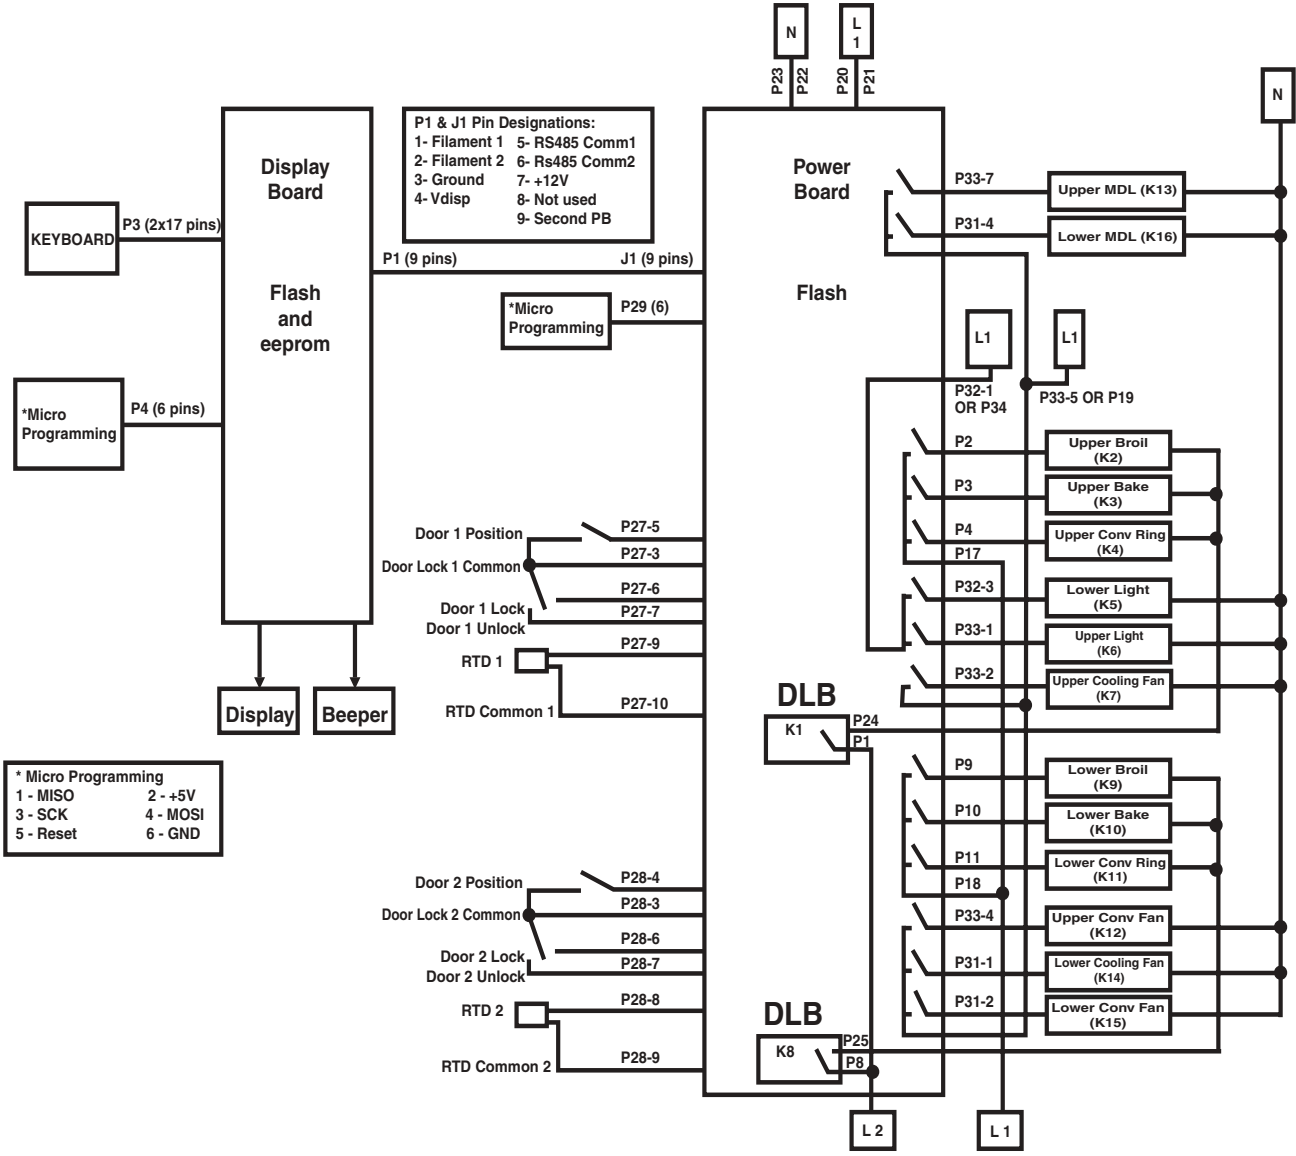 N
L
1
P23
P22
P20
P21
N
P1 & J1 Pin Designations:
1- Filament 1
2- Filament 2
3- Ground
4- Vdisp
5- RS485 Comm1
6- Rs485 Comm2
7- +12V
8- Not used
9- Second PB
Display
Board
Flash
and
eeprom
Power
Board
Flash
KEYBOARD
P3 (2x17 pins)
P1 (9 pins)
J1 (9 pins)
*Micro
Programming
P29 (6)
*Micro
Programming
P4 (6 pins)
P33-7
Upper MDL (K13)
P31-4
Lower MDL (K16)
L1
L1
P32-1
OR P34
P33-5 OR P19
P2
Upper Broil
(K2)
P3
Upper Bake
(K3)
P4
Upper Conv Ring
(K4)
P17
P32-3
Lower Light
(K5)
P33-1
Upper Light
(K6)
P33-2
Upper Cooling Fan
(K7)
Door 1 Position
P27-5
Door Lock 1 Common
P27-3
P27-6
Door 1 Lock
P27-7
Door 1 Unlock
RTD 1
P27-9
RTD Common 1
P27-10
DLB
K1
P24
P1
Display
Beeper
* Micro Programming
1 - MISO
2 - +5V
3 - SCK
4 - MOSI
5 - Reset
6 - GND
P9
Lower Broil
(K9)
P10
Lower Bake
(K10)
P11
Lower Conv Ring
(K11)
P18
P33-4
Upper Conv Fan
(K12)
P31-1
Lower Cooling Fan
(K14)
P31-2
Lower Conv Fan
(K15)
Door 2 Position
P28-4
Door Lock 2 Common
P28-3
P28-6
Door 2 Lock
P28-7
Door 2 Unlock
RTD 2
P28-8
RTD Common 2
P28-9
DLB
K8
P25
P8
L 2
L 1